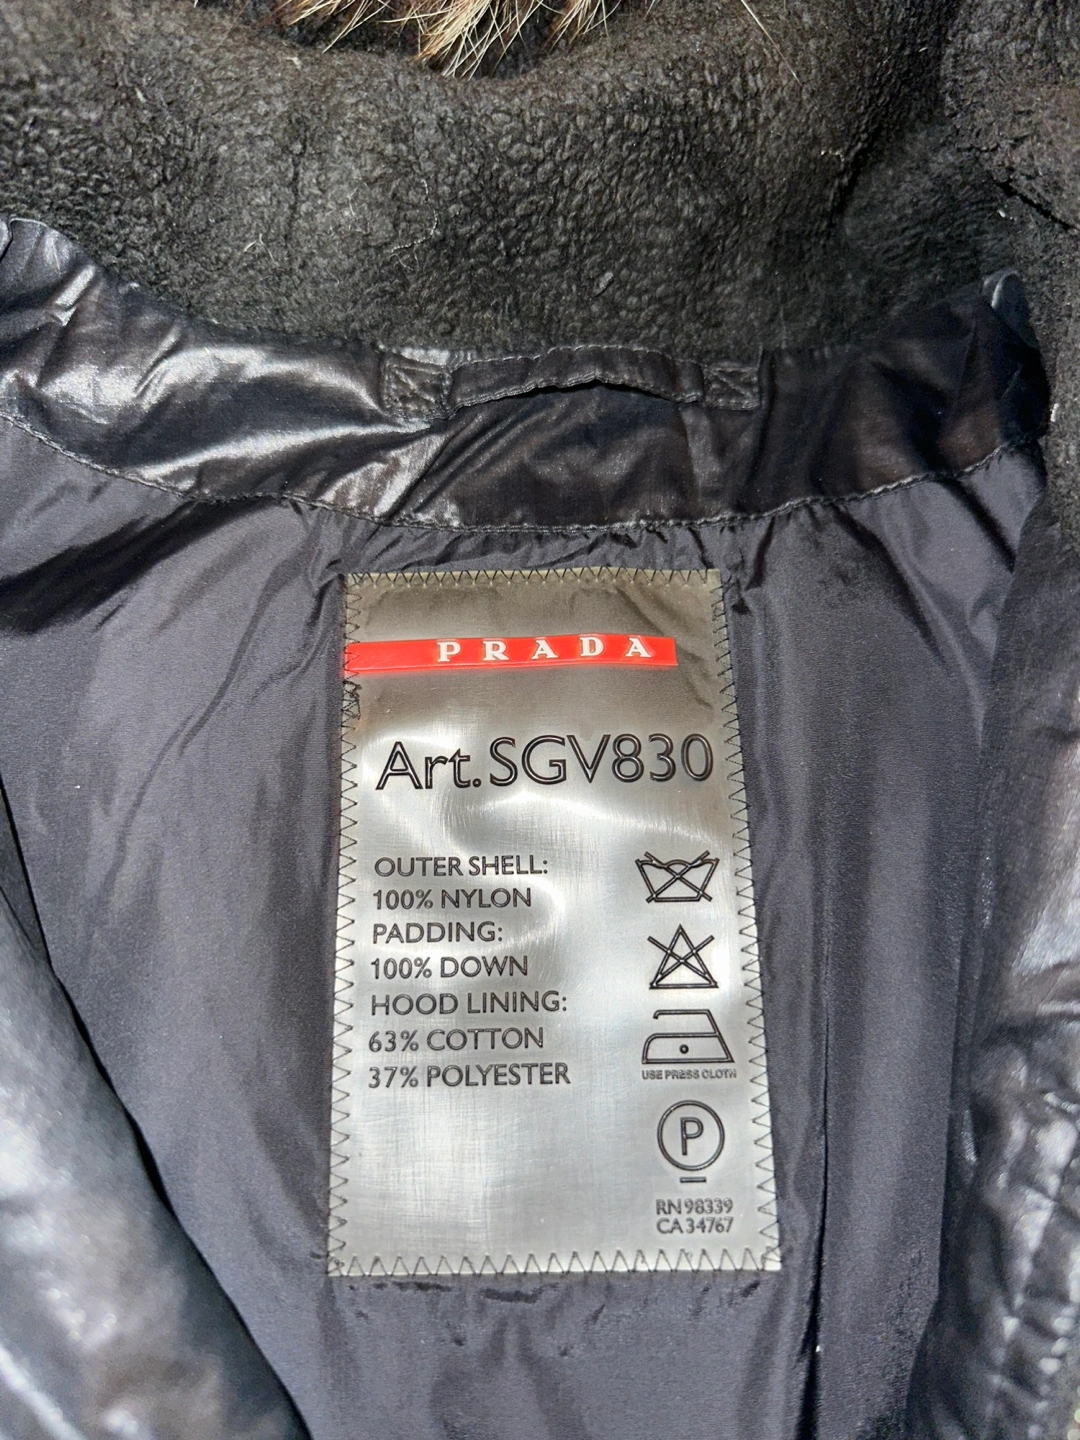 PRADA
Art.SGV830
OUTER SHELL:
100% NYLON
PADDING:
100% DOWN
HOOD LINING:
63% COTTON
37% POLYESTER
USE PRESS CLOTH
P
RN 98339
CA 34767